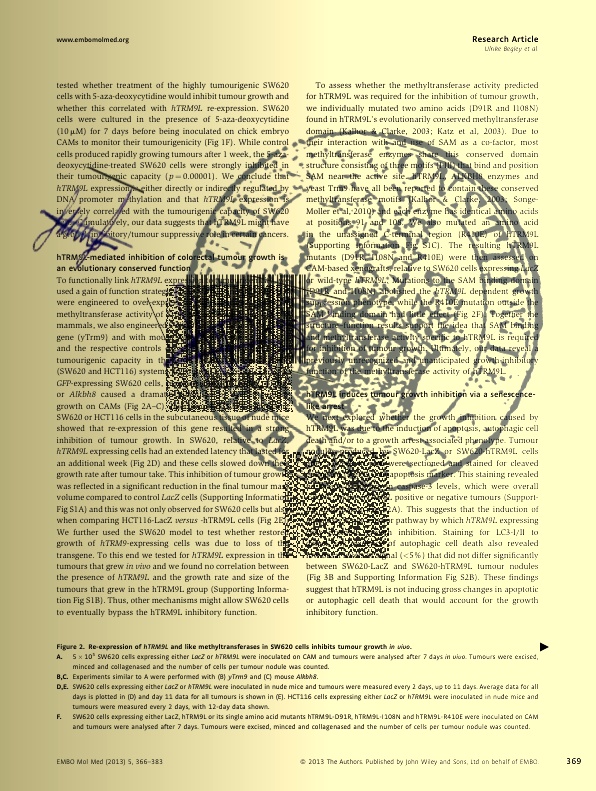 www.embomolmed.org
Research Article
Ulrike Begley et al.
tested whether treatment of the highly tumourigenic SW620
cells with 5-aza-deoxycytidine would inhibit tumour growth and
whether this correlated with hTRM9L re-expression. SW620
cells were cultured in the presence of 5-aza-deoxycytidine
(10 μM) for 7 days before being inoculated on chick embryo
CAMs to monitor their tumourigenicity (Fig 1F). While control
cells produced rapidly growing tumours after 1 week, the 5-aza-
deoxycytidine-treated SW620 cells were strongly inhibited in
their tumourigenic capacity (p = 0.00001). We conclude that
hTRM9L expression, either directly or indirectly regulated by
DNA promoter methylation and that hTRM9L expression is
inversely correlated with the tumourigenic capacity of SW620
cells. Cumulatively, our data suggests that hTRM9L might have
inhibitory/tumour suppressive role in certain cancers.
hTRM9L-mediated inhibition of colorectal tumour growth is
an evolutionary conserved function
To functionally link hTRM9L
used a gain of function
were engineered to
methyltransferase activity of
mammals, we also engineered
gene (yTrm9) and with
and the respective controls
tumourigenic capacity in the
(SW620 and HCT116) systems.
GFP-expressing SW620 cells,
or Alkbh8 caused a
growth on CAMs (Fig 2A–C)
SW620 or HCT116 cells in the subcutaneous tissue of nude mice
showed that re-expression of this gene resulted in a strong
inhibition of tumour growth. In SW620, relative to LacZ,
hTRM9L expressing cells had an extended latency that lasted for
an additional week (Fig 2D) and these cells slowed down their
growth rate after tumour take. This inhibition of tumour growth
was reflected in a significant reduction in the final tumour mass
volume compared to control LacZ cells (Supporting Information
Fig S1A) and this was not only observed for SW620 cells but also
when comparing HCT116-LacZ versus -hTRM9L cells (Fig 2E).
We further used the SW620 model to test whether restored
growth of hTRM9-expressing cells was due to loss of the
transgene. To this end we tested for hTRM9L expression in the
tumours that grew in vivo and we found no correlation between
the presence of hTRM9L and the growth rate and size of the
tumours that grew in the hTRM9L group (Supporting Informa-
tion Fig S1B). Thus, other mechanisms might allow SW620 cells
to eventually bypass the hTRM9L inhibitory function.
To assess whether the methyltransferase activity predicted
for hTRM9L was required for the inhibition of tumour growth,
we individually mutated two amino acids (D91R and I108N)
found in hTRM9L's evolutionarily conserved methyltransferase
domain (Kalhor & Clarke, 2003; Katz et al, 2003). Due to
their interaction with and use of SAM as a co-factor, most
methyltransferase enzymes share this conserved domain
structure consisting of three motifs (I-III) that bind and position
SAM near the active site. hTRM9L, ALKBH8 enzymes and
yeast Trm9 have all been reported to contain these conserved
methyltransferase motifs (Kalhor & Clarke, 2003; Songe-
Moller et al, 2010) and each enzyme has identical amino acids
at positions 91 and 108. We also mutated an amino acid
in the unassigned C-terminal region (R410E) of hTRM9L
(Supporting Information Fig S1C). The resulting hTRM9L
mutants (D91R, I108N and R410E) were then assessed on
CAM-based xenografts, relative to SW620 cells expressing LacZ
or wild-type hTRM9L. Mutations to the SAM binding domain
(D91R and I108N) abolished the hTRM9L dependent growth
suppression phenotype, while the R410E mutation outside the
SAM binding domain had little effect (Fig 2F). Together, the
structure-function results support the idea that SAM binding
and methyltransferase activity specific to hTRM9L is required
for inhibition of tumour growth. Ultimately, our data reveal a
previously unrecognized and unanticipated growth-inhibitory
function of the methyltransferase activity of hTRM9L.
hTRM9L induces tumour growth inhibition via a senescence-
like arrest
We next explored whether the growth inhibition caused by
hTRM9L was due to the induction of apoptosis, autophagic cell
death and/or to a growth arrest associated phenotype. Tumour
nodules produced by SW620-LacZ or SW620-hTRM9L cells
were sectioned and stained for cleaved
apoptosis marker. This staining revealed
caspase-3 levels, which were overall
positive or negative tumours (Support-
2A). This suggests that the induction of
pathway by which hTRM9L expressing
inhibition. Staining for LC3-I/II to
of autophagic cell death also revealed
(<5%) that did not differ significantly
between SW620-LacZ and SW620-hTRM9L tumour nodules
(Fig 3B and Supporting Information Fig S2B). These findings
suggest that hTRM9L is not inducing gross changes in apoptotic
or autophagic cell death that would account for the growth
inhibitory function.
Figure 2. Re-expression of hTRM9L and like methyltransferases in SW620 cells inhibits tumour growth in vivo.
A. 5 × 10⁵ SW620 cells expressing either LacZ or hTRM9L were inoculated on CAM and tumours were analysed after 7 days in vivo. Tumours were excised,
minced and collagenased and the number of cells per tumour nodule was counted.
B,C. Experiments similar to A were performed with (B) yTrm9 and (C) mouse Alkbh8.
D,E. SW620 cells expressing either LacZ or hTRM9L were inoculated in nude mice and tumours were measured every 2 days, up to 11 days. Average data for all
days is plotted in (D) and day 11 data for all tumours is shown in (E). HCT116 cells expressing either LacZ or hTRM9L were inoculated in nude mice and
tumours were measured every 2 days, with 12-day data shown.
F. SW620 cells expressing either LacZ, hTRM9L or its single amino acid mutants hTRM9L-D91R, hTRM9L-I108N and hTRM9L-R410E were inoculated on CAM
and tumours were analysed after 7 days. Tumours were excised, minced and collagenased and the number of cells per tumour nodule was counted.
EMBO Mol Med (2013) 5, 366–383
© 2013 The Authors. Published by John Wiley and Sons, Ltd on behalf of EMBO.
369